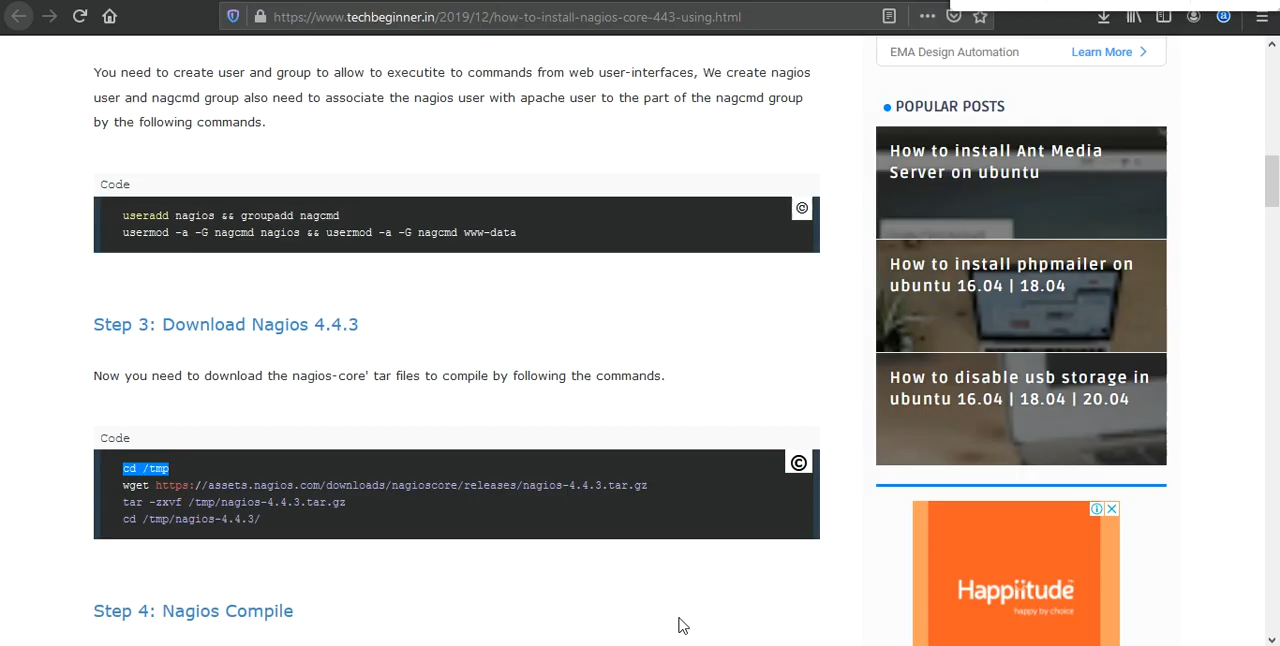 https://www.techbeginner.in/2019/12/how-to-install-nagios-core-443-using.html
You need to create user and group to allow to executite to commands from web user-interfaces, We create nagios
user and nagcmd group also need to associate the nagios user with apache user to the part of the nagcmd group
by the following commands.
Code
useradd nagios && groupadd nagcmd
usermod -a -G nagcmd nagios && usermod -a -G nagcmd www-data
Step 3: Download Nagios 4.4.3
Now you need to download the nagios-core' tar files to compile by following the commands.
Code
cd /tmp
wget https://assets.nagios.com/downloads/nagioscore/releases/nagios-4.4.3.tar.gz
tar -zxvf /tmp/nagios-4.4.3.tar.gz
cd /tmp/nagios-4.4.3/
Step 4: Nagios Compile
EMA Design Automation
Learn More
POPULAR POSTS
How to install Ant Media
Server on ubuntu
How to install phpmailer on
ubuntu 16.04 | 18.04
How to disable usb storage in
ubuntu 16.04 | 18.04 | 20.04
Happiitude™
happy by choice